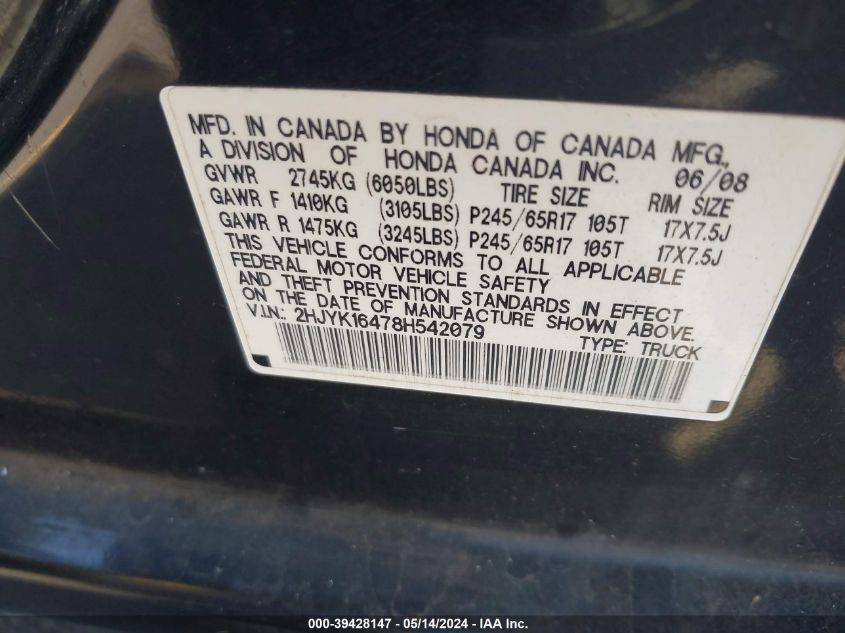 MFD. IN CANADA BY HONDA OF CANADA MFG.,
A DIVISION OF HONDA CANADA INC. 06/08
GVWR 2745KG (6050LBS) TIRE SIZE RIM SIZE
GAWR F 1410KG (3105LBS) P245/65R17 105T 17X7.5J
GAWR R 1475KG (3245LBS) P245/65R17 105T 17X7.5J
THIS VEHICLE CONFORMS TO ALL APPLICABLE
FEDERAL MOTOR VEHICLE SAFETY
AND THEFT PREVENTION STANDARDS IN EFFECT
ON THE DATE OF MANUFACTURE SHOWN ABOVE.
V.I.N.: 2HJYK16478H542079 TYPE: TRUCK
000-39428147 - 05/14/2024 - IAA Inc.